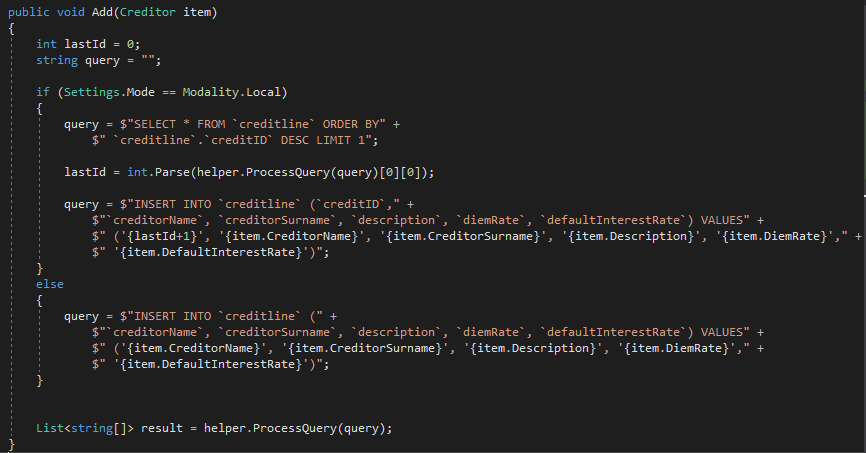 public void Add(Creditor item)
{
int lastId = 0;
string query = "";
if (Settings.Mode == Modality.Local)
{
query = $"SELECT * FROM `creditline` ORDER BY" +
$" `creditline`.`creditID` DESC LIMIT 1";
lastId = int.Parse(helper.ProcessQuery(query)[0][0]);
query = $"INSERT INTO `creditline` (`creditID`," +
$"`creditorName`, `creditorSurname`, `description`, `diemRate`, `defaultInterestRate`) VALUES" +
$" ('{lastId+1}', '{item.CreditorName}', '{item.CreditorSurname}', '{item.Description}', '{item.DiemRate}'," +
$" '{item.DefaultInterestRate}')";
}
else
{
query = $"INSERT INTO `creditline` (" +
$"`creditorName`, `creditorSurname`, `description`, `diemRate`, `defaultInterestRate`) VALUES" +
$" ('{item.CreditorName}', '{item.CreditorSurname}', '{item.Description}', '{item.DiemRate}'," +
$" '{item.DefaultInterestRate}')";
}
List<string[]> result = helper.ProcessQuery(query);
}